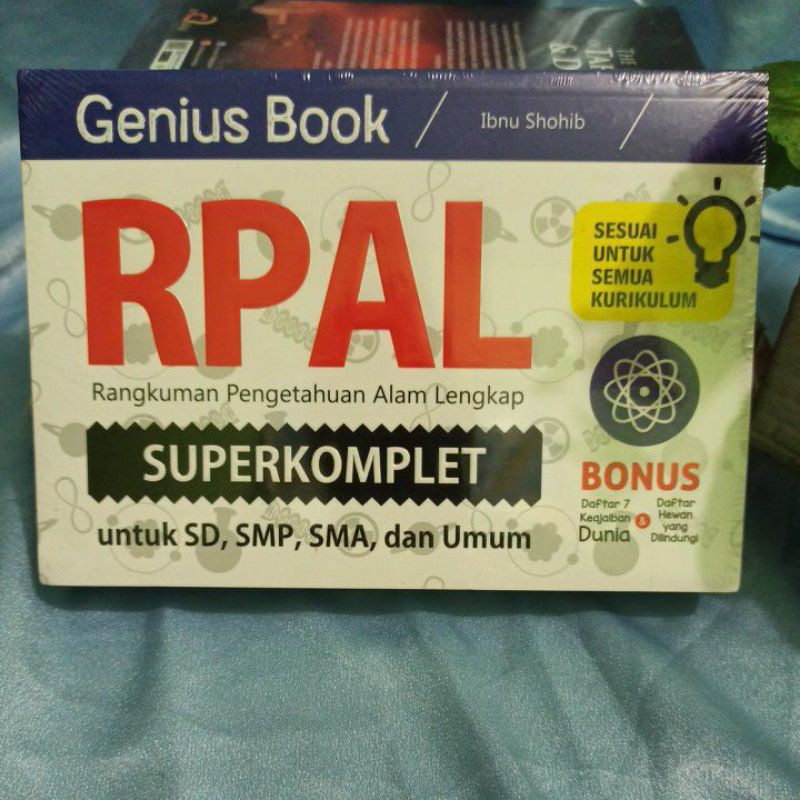 THE
Genius Book
Ibnu Shohib
RPAL
Rangkuman Pengetahuan Alam Lengkap
SUPERKOMPLET
untuk SD, SMP, SMA, dan Umum
SESUAI
UNTUK
SEMUA
KURIKULUM
BONUS
Daftar 7
Keajaiban
Dunia
&
Daftar
Hewan
yang
Dilindungi